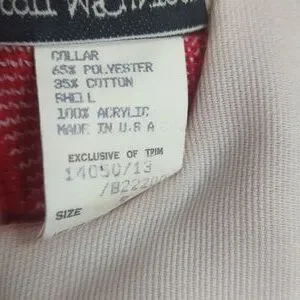 COLLAR
65% POLYESTER
35% COTTON
SHELL
100% ACRYLIC
MADE IN U.S A
EXCLUSIVE OF TRIM
14050/13
SIZE